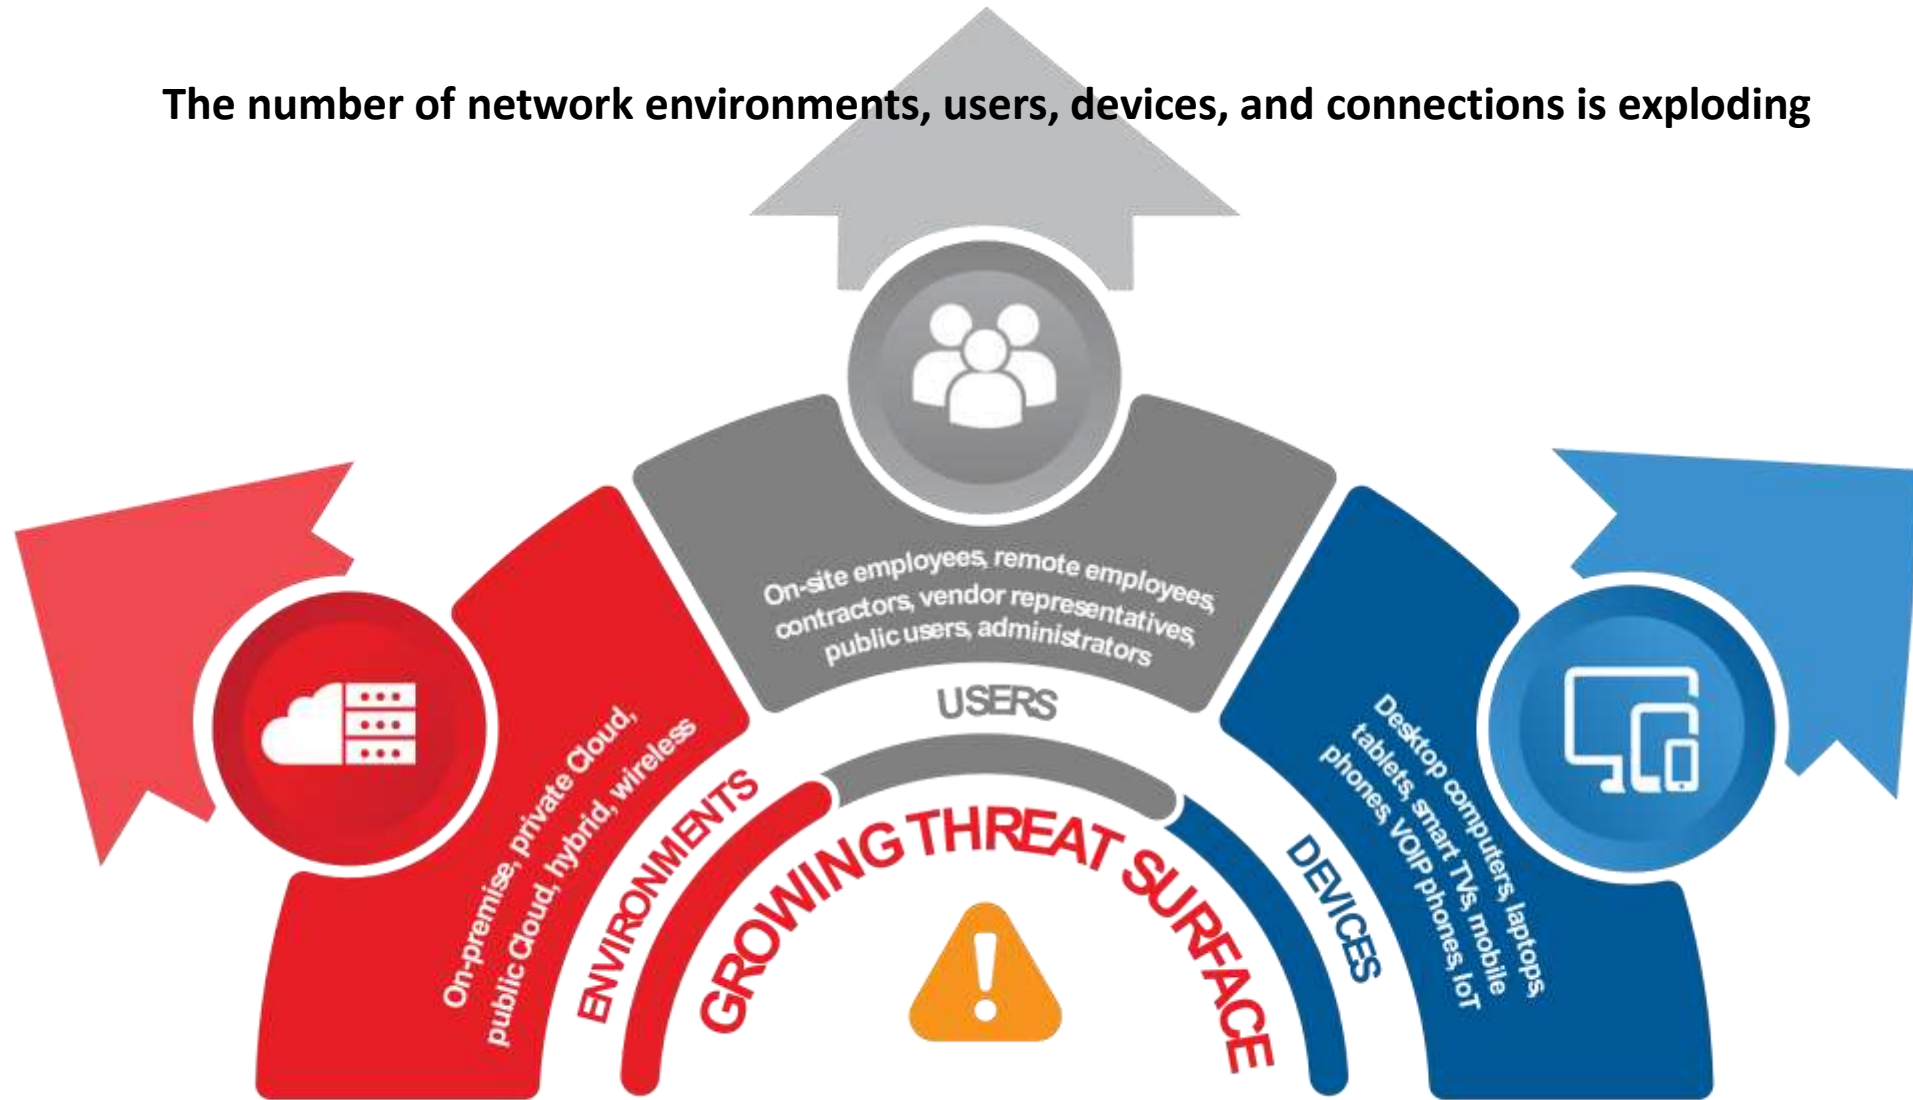 The number of network environments, users, devices, and connections is exploding
On-site employees, remote employees,
contractors, vendor representatives,
public users, administrators
USERS
On-premise, private Cloud,
public Cloud, hybrid, wireless
ENVIRONMENTS
Desktop computers, laptops,
tablets, smart TVs, mobile
phones, VOIP phones, IoT
DEVICES
GROWING THREAT SURFACE